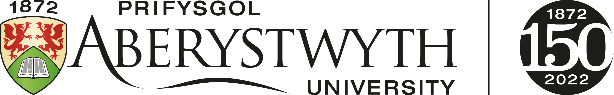 1872
PRIFYSGOL
ABERYSTWYTH
UNIVERSITY
1872
150
2022